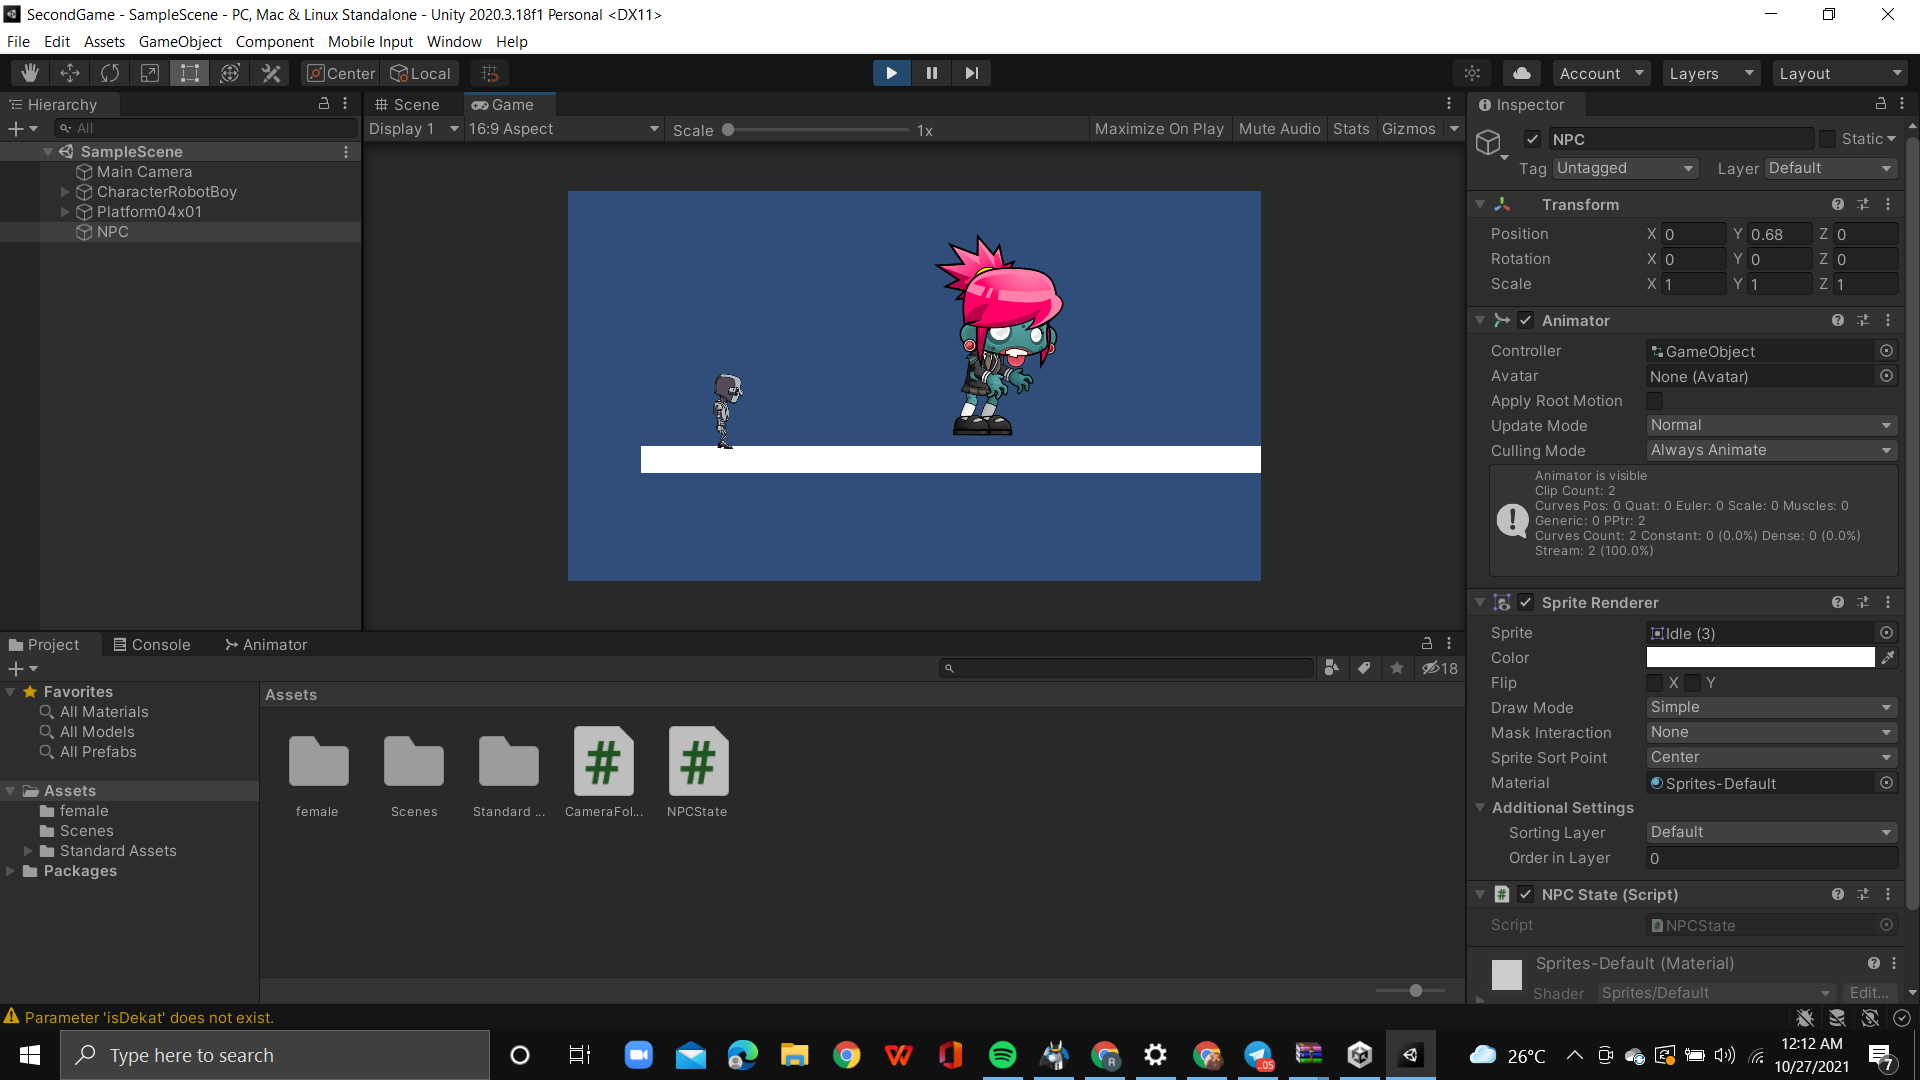 SecondGame - SampleScene - PC, Mac & Linux Standalone - Unity 2020.3.18f1 Personal <DX11>
File Edit Assets GameObject Component Mobile Input Window Help
Center Local Account Layers Layout
Hierarchy
All
SampleScene
Main Camera
CharacterRobotBoy
Platform04x01
NPC
Scene Game
Display 1 16:9 Aspect Scale 1x Maximize On Play Mute Audio Stats Gizmos
Inspector
NPC Static
Tag Untagged Layer Default
Transform
Position X 0 Y 0.68 Z 0
Rotation X 0 Y 0 Z 0
Scale X 1 Y 1 Z 1
Animator
Controller GameObject
Avatar None (Avatar)
Apply Root Motion
Update Mode Normal
Culling Mode Always Animate
Animator is visible
Clip Count: 2
Curves Pos: 0 Quat: 0 Euler: 0 Scale: 0 Muscles: 0
Generic: 0 PPtr: 2
Curves Count: 2 Constant: 0 (0.0%) Dense: 0 (0.0%)
Stream: 2 (100.0%)
Sprite Renderer
Sprite Idle (3)
Color
Flip X Y
Draw Mode Simple
Mask Interaction None
Sprite Sort Point Center
Material Sprites-Default
Additional Settings
Sorting Layer Default
Order in Layer 0
NPC State (Script)
Script NPCState
Sprites-Default (Material)
Shader Sprites/Default Edit...
Project Console Animator
18
Favorites
All Materials
All Models
All Prefabs
Assets
female
Scenes
Standard Assets
Packages
Assets
female Scenes Standard ... CameraFol... NPCState
Parameter 'isDekat' does not exist.
Type here to search
26°C
12:12 AM
10/27/2021
7